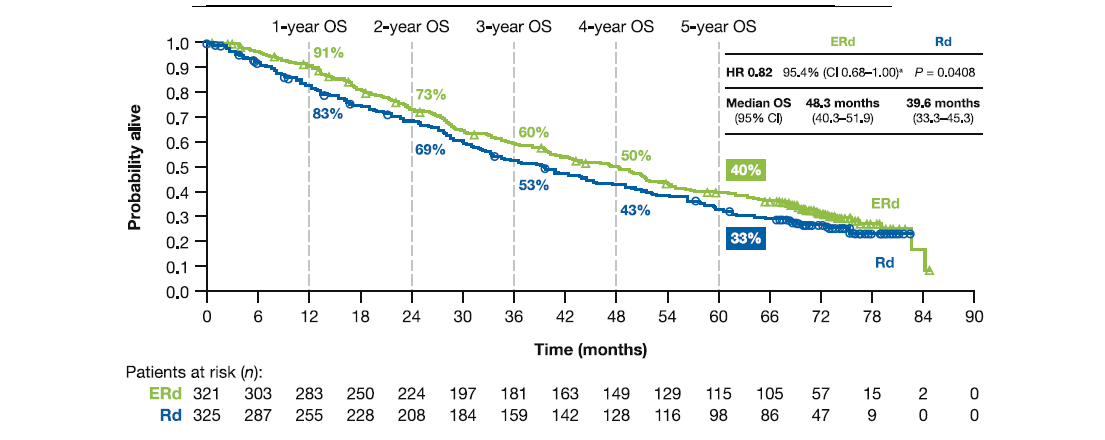 1-year OS 2-year OS 3-year OS 4-year OS 5-year OS
ERd Rd
HR 0.82 95.4% (CI 0.68–1.00)* P = 0.0408
Median OS 48.3 months 39.6 months
(95% CI) (40.3–51.9) (33.3–45.3)
Probability alive
1.0
0.9
0.8
0.7
0.6
0.5
0.4
0.3
0.2
0.1
0.0
91%
73%
60%
50%
40%
83%
69%
53%
43%
33%
ERd
Rd
0 6 12 18 24 30 36 42 48 54 60 66 72 78 84 90
Time (months)
Patients at risk (n):
ERd 321 303 283 250 224 197 181 163 149 129 115 105 57 15 2 0
Rd 325 287 255 228 208 184 159 142 128 116 98 86 47 9 0 0